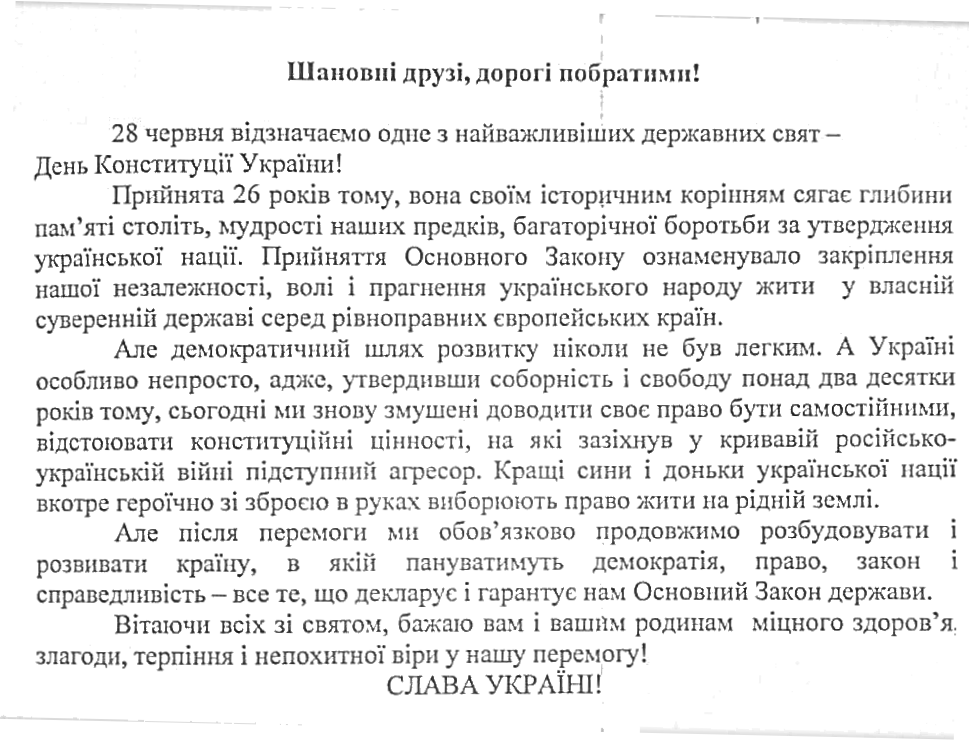 Шановні друзі, дорогі побратими!
28 червня відзначаємо одне з найважливіших державних свят –
День Конституції України!
Прийнята 26 років тому, вона своїм історичним корінням сягає глибини
пам’яті століть, мудрості наших предків, багаторічної боротьби за утвердження
української нації. Прийняття Основного Закону ознаменувало закріплення
нашої незалежності, волі і прагнення українського народу жити у власній
суверенній державі серед рівноправних європейських країн.
Але демократичний шлях розвитку ніколи не був легким. А Україні
особливо непросто, адже, утвердивши соборність і свободу понад два десятки
років тому, сьогодні ми знову змушені доводити своє право бути самостійними,
відстоювати конституційні цінності, на які зазіхнув у кривавій російсько-
українській війні підступний агресор. Кращі сини і доньки української нації
вкотре героїчно зі зброєю в руках виборюють право жити на рідній землі.
Але після перемоги ми обов’язково продовжимо розбудовувати і
розвивати країну, в якій пануватимуть демократія, право, закон і
справедливість – все те, що декларує і гарантує нам Основний Закон держави.
Вітаючи всіх зі святом, бажаю вам і вашим родинам міцного здоров’я,
злагоди, терпіння і непохитної віри у нашу перемогу!
СЛАВА УКРАЇНІ!